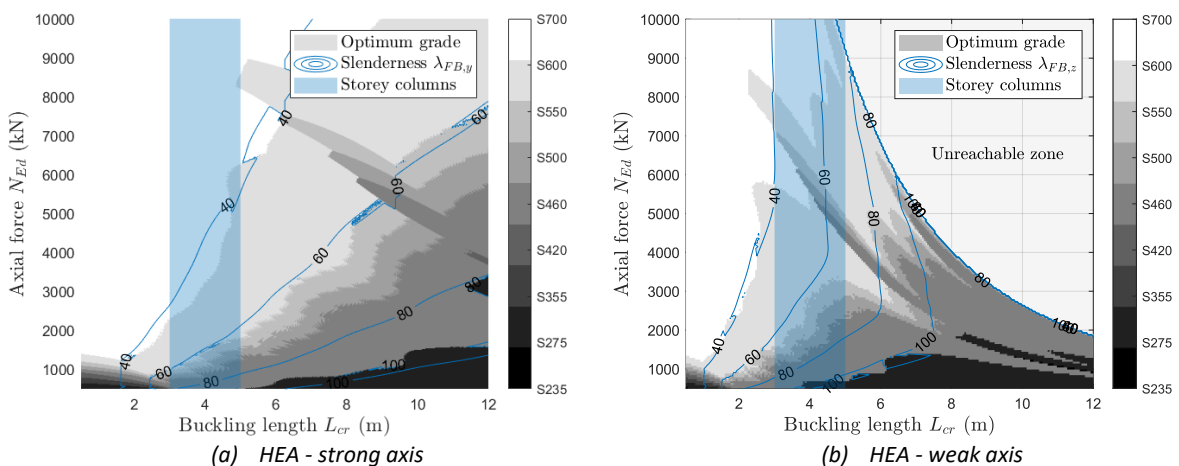 10000
9000
8000
7000
6000
5000
4000
3000
2000
1000
Axial force N_Ed (kN)
2
4
6
8
10
12
Buckling length L_cr (m)
Optimum grade
Slenderness λ_FB,y
Storey columns
40
40
40
60
60
60
60
80
80
80
100
100
S700
S600
S550
S500
S460
S420
S355
S275
S235
(a) HEA - strong axis
10000
9000
8000
7000
6000
5000
4000
3000
2000
1000
Axial force N_Ed (kN)
2
4
6
8
10
12
Buckling length L_cr (m)
Optimum grade
Slenderness λ_FB,z
Storey columns
Unreachable zone
40
40
60
60
80
80
80
80
100
100
S700
S600
S550
S500
S460
S420
S355
S275
S235
(b) HEA - weak axis